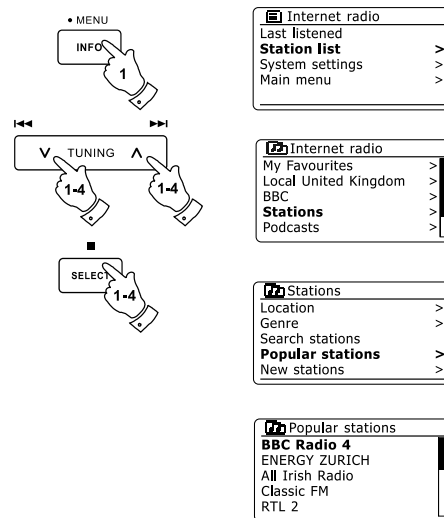 • MENU
INFO
1
TUNING
1-4
1-4
SELECT
1-4
Internet radio
Last listened
Station list >
System settings >
Main menu >
Internet radio
My Favourites >
Local United Kingdom >
BBC >
Stations >
Podcasts >
Stations
Location >
Genre >
Search stations
Popular stations >
New stations >
Popular stations
BBC Radio 4
ENERGY ZURICH
All Irish Radio
Classic FM
RTL 2